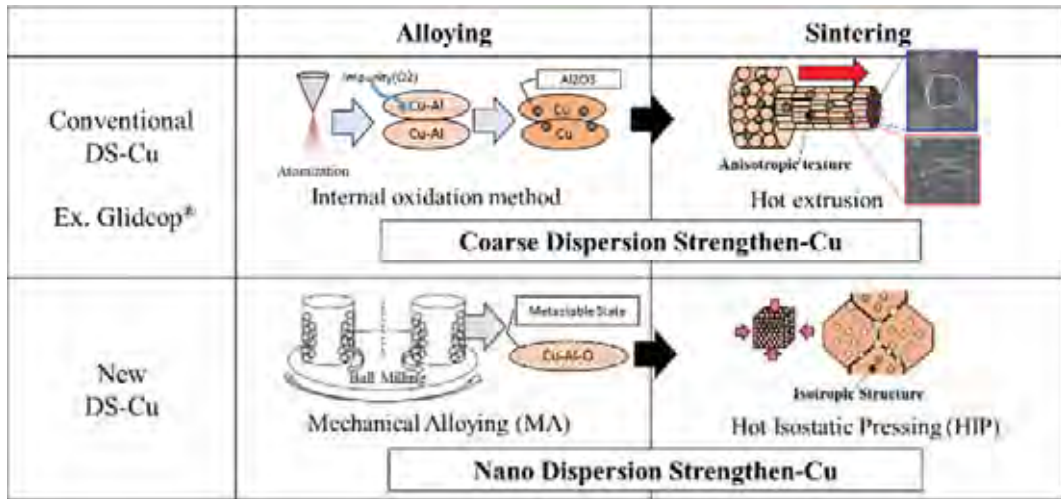 Alloying
Sintering
Conventional
DS-Cu
Ex. Glidcop®
Impurity(O2)
Cu-Al
Cu-Al
Atomization
Al2O3
Cu
Cu
Internal oxidation method
Anisotropic texture
Hot extrusion
Coarse Dispersion Strengthen-Cu
New
DS-Cu
Ball Milling
Metastable State
Cu-Al-O
Mechanical Alloying (MA)
Isotropic Structure
Hot Isostatic Pressing (HIP)
Nano Dispersion Strengthen-Cu